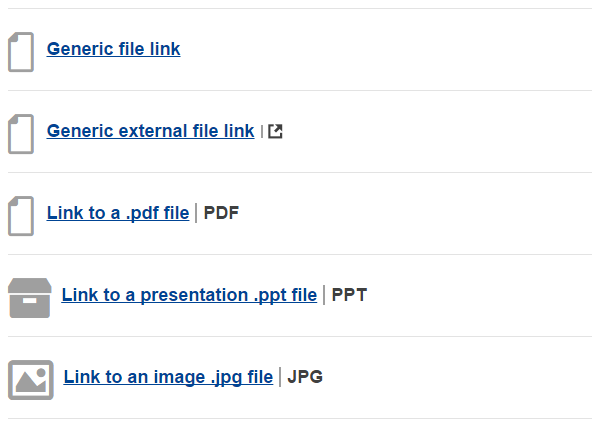 Generic file link
Generic external file link |
Link to a .pdf file | PDF
Link to a presentation .ppt file | PPT
Link to an image .jpg file | JPG